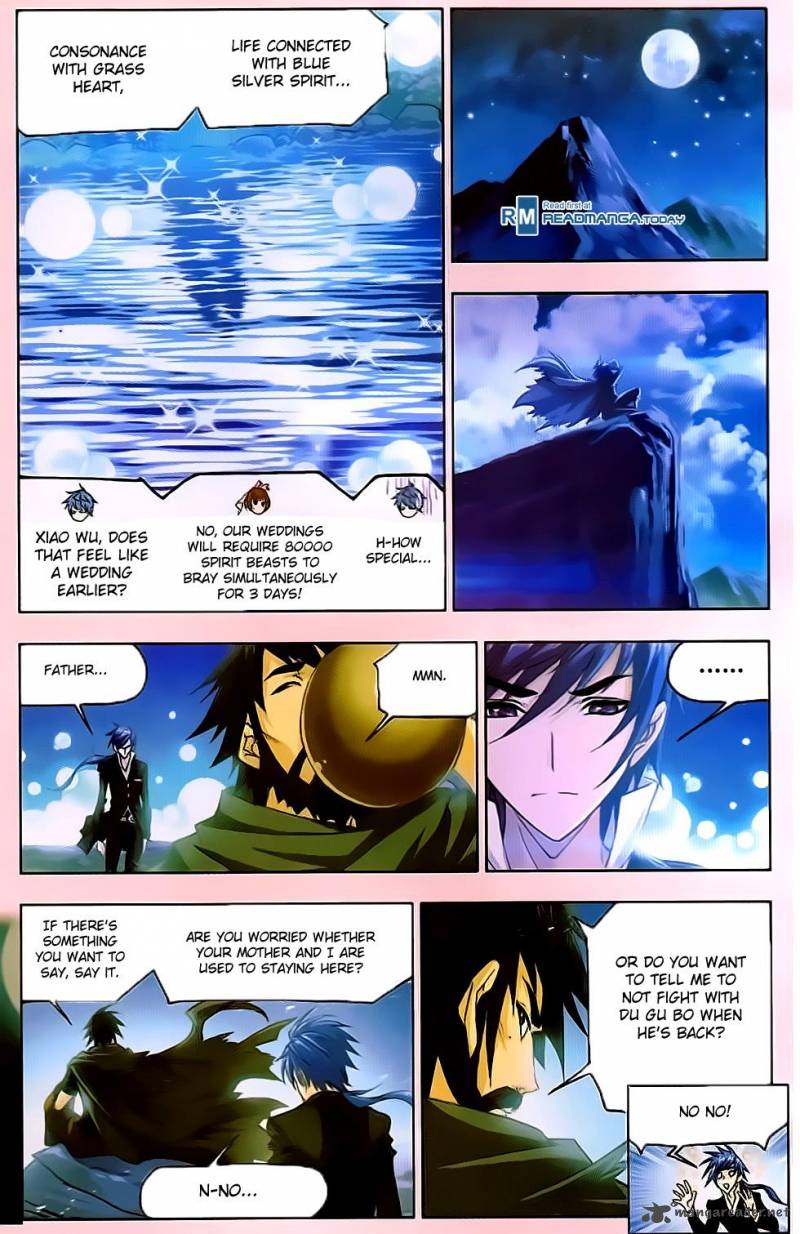 CONSONANCE
WITH GRASS
HEART,
LIFE CONNECTED
WITH BLUE
SILVER SPIRIT...
RM
Read first at
READMANGA.TODAY
XIAO WU, DOES
THAT FEEL LIKE
A WEDDING
EARLIER?
NO, OUR WEDDINGS
WILL REQUIRE 80000
SPIRIT BEASTS TO
BRAY SIMULTANEOUSLY
FOR 3 DAYS!
H-HOW
SPECIAL...
FATHER...
MMN.
......
IF THERE'S
SOMETHING
YOU WANT TO
SAY, SAY IT.
ARE YOU WORRIED WHETHER
YOUR MOTHER AND I ARE
USED TO STAYING HERE?
N-NO...
OR DO YOU WANT
TO TELL ME TO
NOT FIGHT WITH
DU GU BO WHEN
HE'S BACK?
NO NO!
mangareader.net